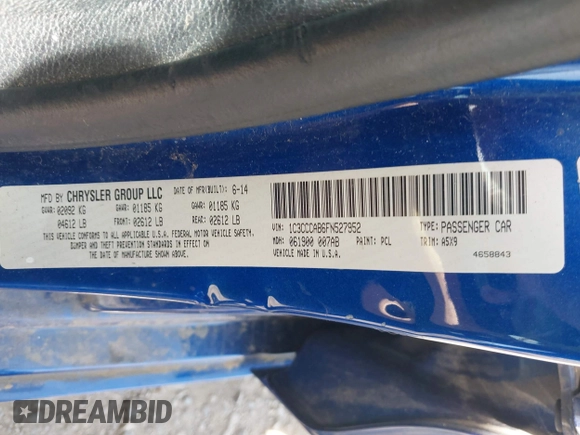 MFD BY CHRYSLER GROUP LLC DATE OF MFR(BUILT): 6-14
GVWR: 02092 KG GAWR: 01185 KG GAWR: 01185 KG
04612 LB FRONT: 02612 LB REAR: 02612 LB
THIS VEHICLE CONFORMS TO ALL APPLICABLE U.S.A. FEDERAL MOTOR VEHICLE SAFETY,
BUMPER AND THEFT PREVENTION STANDARDS IN EFFECT ON
THE DATE OF MANUFACTURE SHOWN ABOVE.
VIN: 1C3CCCAB6FN527952 TYPE: PASSENGER CAR
MDH: 061900 007AB PAINT: PCL TRIM: A5X9
VEHICLE MADE IN U.S.A. 4658843
DREAMBID